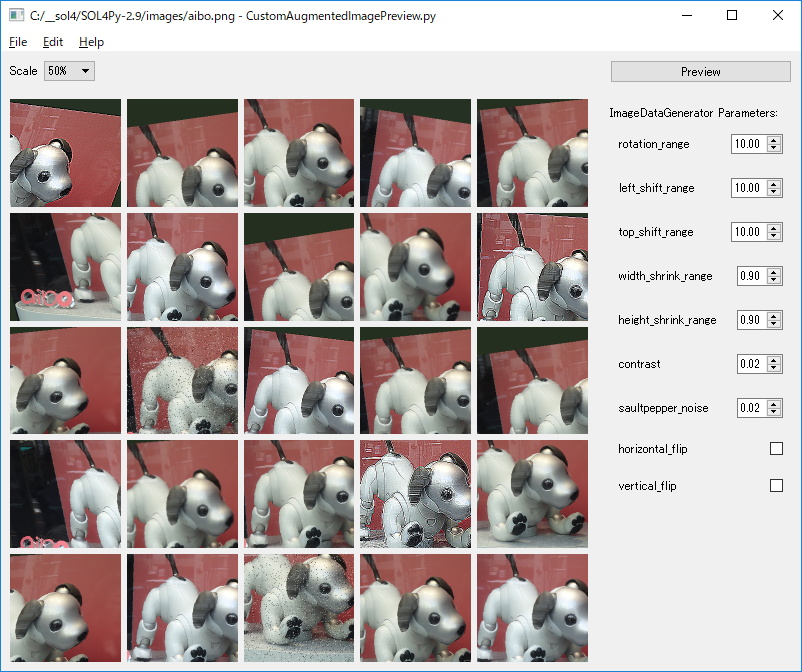 C:/__sol4/SOL4Py-2.9/images/aibo.png - CustomAugmentedImagePreview.py
File Edit Help
Scale 50% Preview
ImageDataGenerator Parameters:
rotation_range 10.00
left_shift_range 10.00
top_shift_range 10.00
width_shrink_range 0.90
height_shrink_range 0.90
contrast 0.02
saultpepper_noise 0.02
horizontal_flip
vertical_flip
aiboo